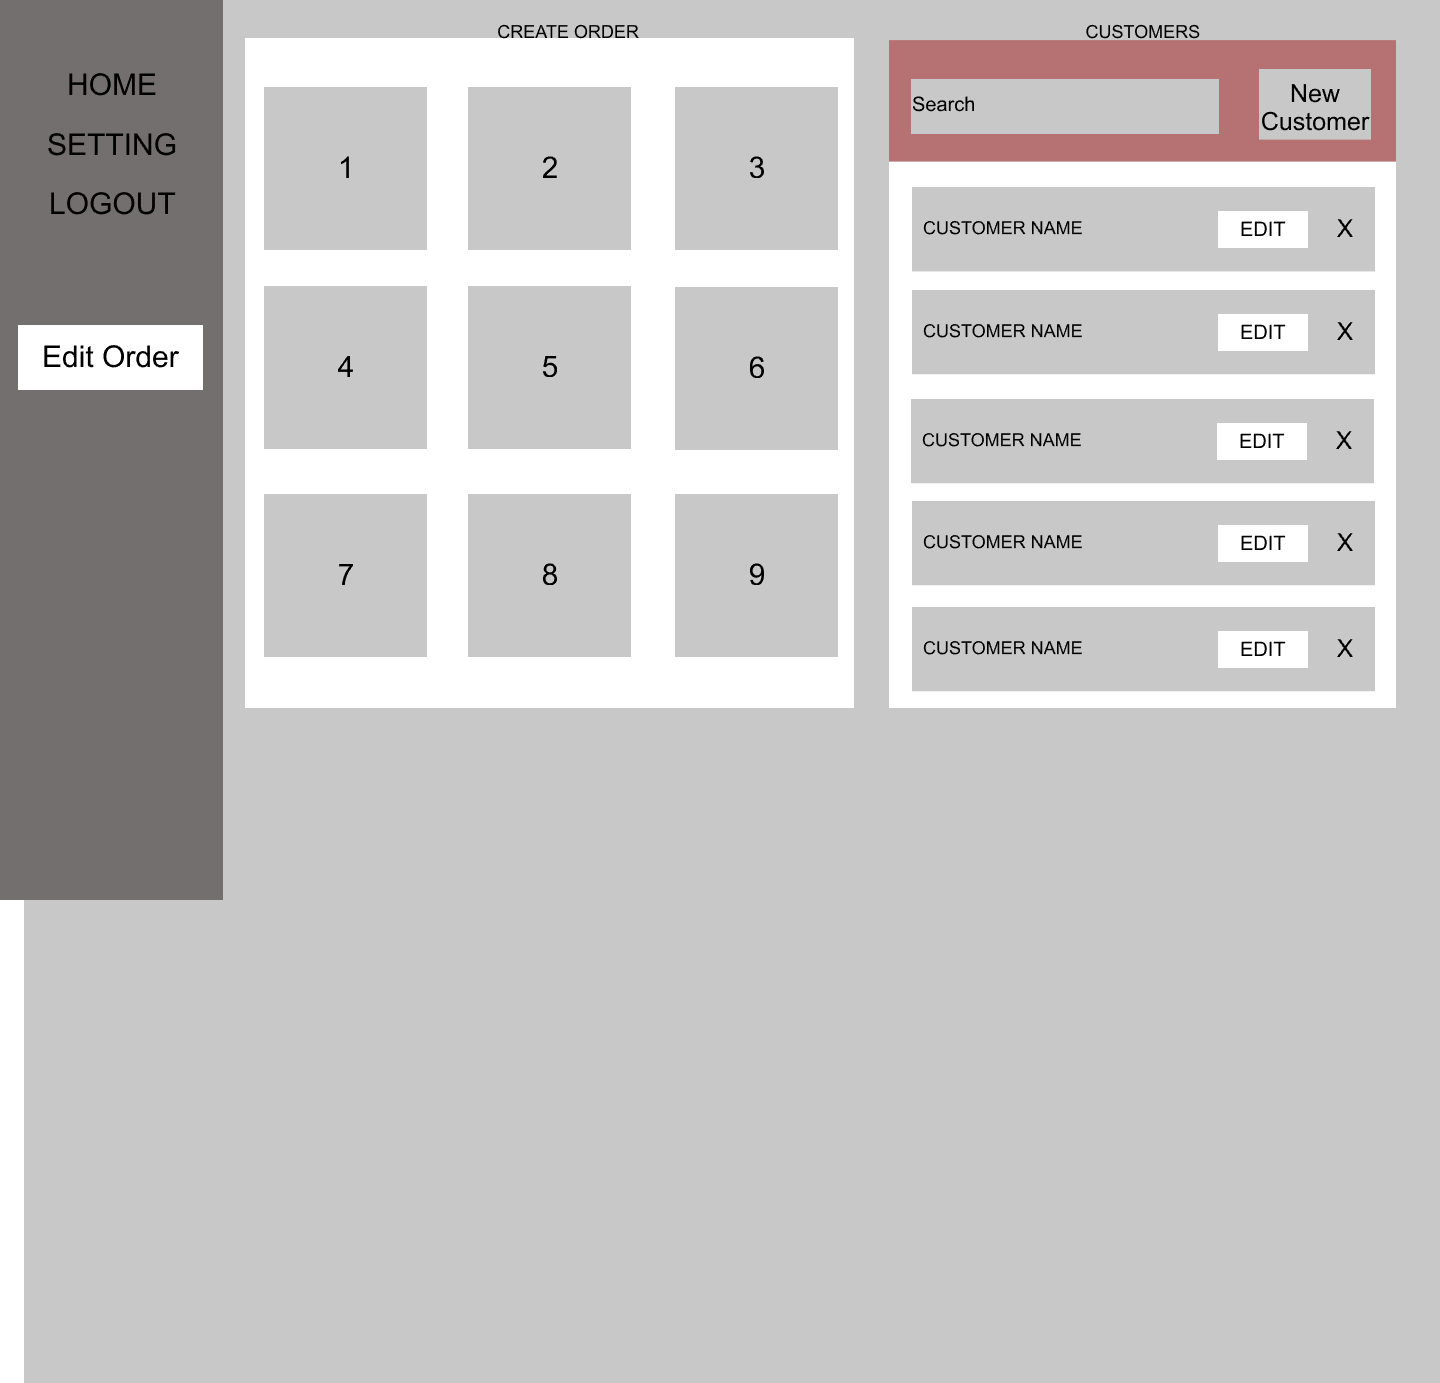 HOME
SETTING
LOGOUT
Edit Order
CREATE ORDER
1
2
3
4
5
6
7
8
9
CUSTOMERS
Search
New
Customer
CUSTOMER NAME EDIT X
CUSTOMER NAME EDIT X
CUSTOMER NAME EDIT X
CUSTOMER NAME EDIT X
CUSTOMER NAME EDIT X